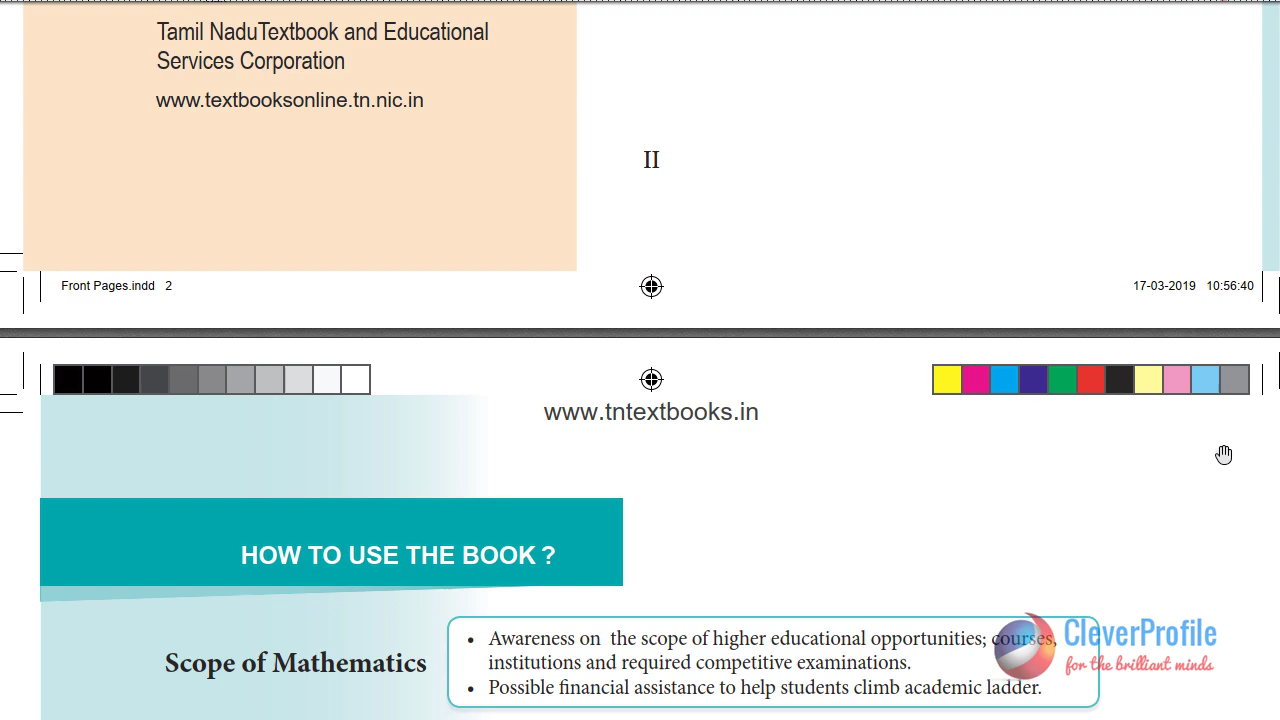 Tamil NaduTextbook and Educational
Services Corporation
www.textbooksonline.tn.nic.in
II
Front Pages.indd 2
17-03-2019 10:56:40
www.tntextbooks.in
HOW TO USE THE BOOK ?
Scope of Mathematics
• Awareness on the scope of higher educational opportunities; courses,
institutions and required competitive examinations.
• Possible financial assistance to help students climb academic ladder.
CleverProfile
for the brilliant minds